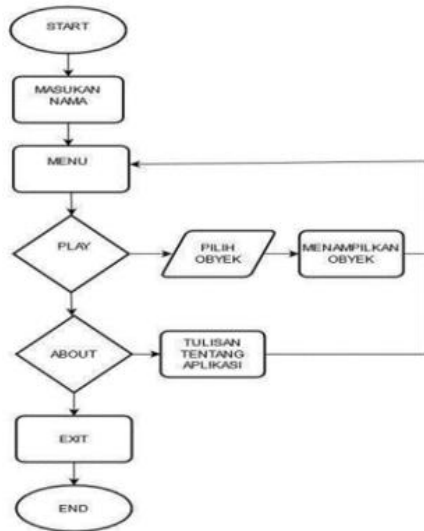 START
MASUKAN
NAMA
MENU
PLAY
PILIH
OBYEK
MENAMPILKAN
OBYEK
ABOUT
TULISAN
TENTANG
APLIKASI
EXIT
END